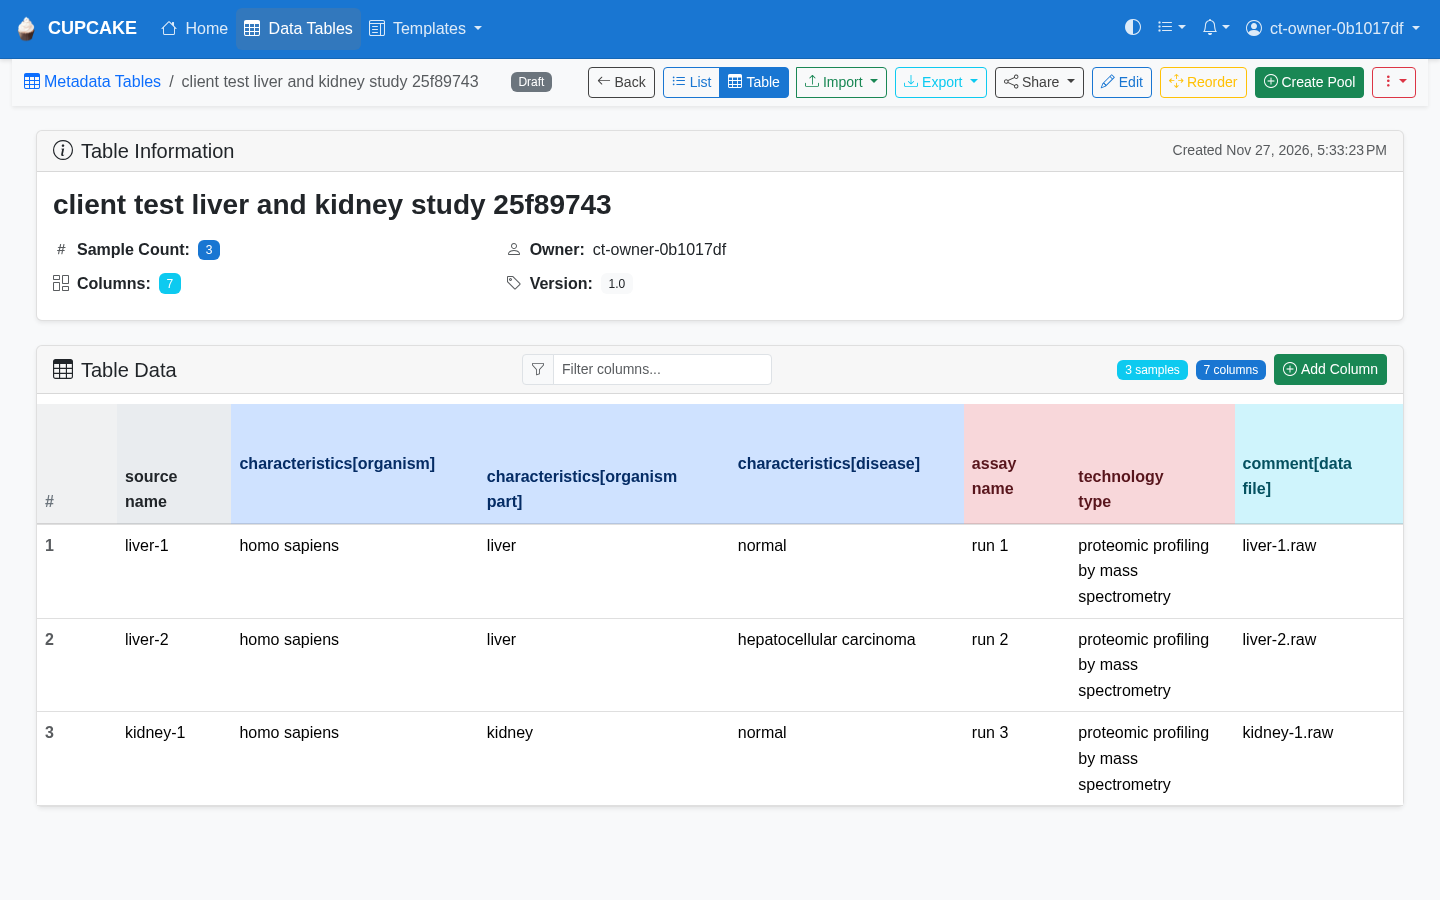 CUPCAKE Home Data Tables Templates ct-owner-0b1017df
Metadata Tables / client test liver and kidney study 25f89743 Draft Back List Table Import Export Share Edit Reorder Create Pool
Table Information Created Nov 27, 2026, 5:33:23 PM
client test liver and kidney study 25f89743
# Sample Count: 3 Owner: ct-owner-0b1017df
Columns: 7 Version: 1.0
Table Data Filter columns... 3 samples 7 columns Add Column
# source name characteristics[organism] characteristics[organism part] characteristics[disease] assay name technology type comment[data file]
1 liver-1 homo sapiens liver normal run 1 proteomic profiling by mass spectrometry liver-1.raw
2 liver-2 homo sapiens liver hepatocellular carcinoma run 2 proteomic profiling by mass spectrometry liver-2.raw
3 kidney-1 homo sapiens kidney normal run 3 proteomic profiling by mass spectrometry kidney-1.raw